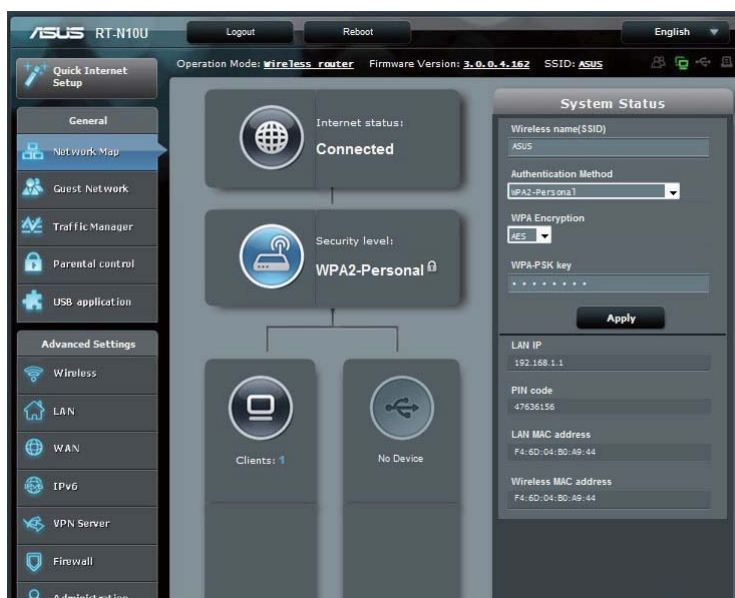 ASUS RT-N10U
Logout
Reboot
English
Quick Internet
Setup
Operation Mode: Wireless router Firmware Version: 3.0.0.4.162 SSID: ASUS
General
Network Map
Guest Network
Traffic Manager
Parental control
USB application
Advanced Settings
Wireless
LAN
WAN
IPv6
VPN Server
Firewall
Administration
Internet status:
Connected
Security level:
WPA2-Personal
Clients: 1
No Device
System Status
Wireless name(SSID)
ASUS
Authentication Method
WPA2-Personal
WPA Encryption
AES
WPA-PSK key
Apply
LAN IP
192.168.1.1
PIN code
47636156
LAN MAC address
F4:6D:04:B0:A9:44
Wireless MAC address
F4:6D:04:B0:A9:44